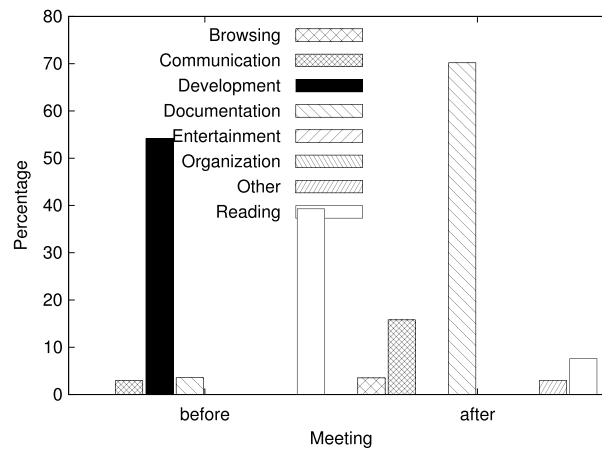 80
70
60
50
40
30
20
10
0
Percentage
Browsing
Communication
Development
Documentation
Entertainment
Organization
Other
Reading
before
after
Meeting